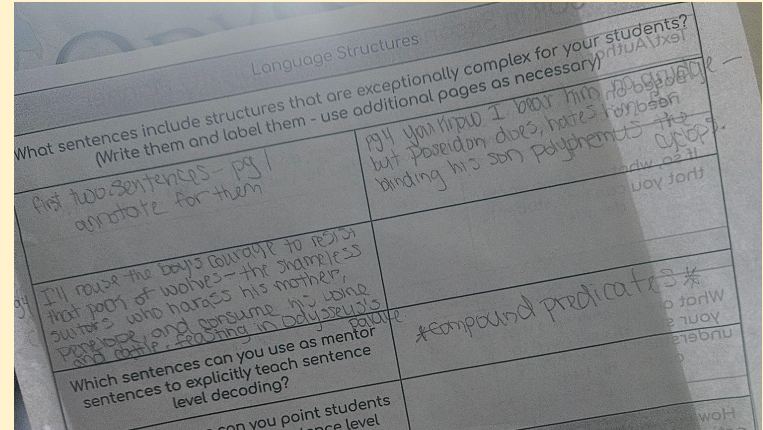 Language Structures
What sentences include structures that are exceptionally complex for your students?
(Write them and label them - use additional pages as necessary)
first two sentences - pg 1
annotate for them
pg 4 you know I bear him no grudge -
but Poseidon does, hates him for
blinding his son Polyphemus the
cyclops.
I'll rouse the boy's courage to resist
that pack of wolves - the shameless
suitors who harass his mother,
Penelope, and consume his wine
and cattle, feasting in Odysseus's
palace
Which sentences can you use as mentor
sentences to explicitly teach sentence
level decoding?
*compound predicates*
can you point students